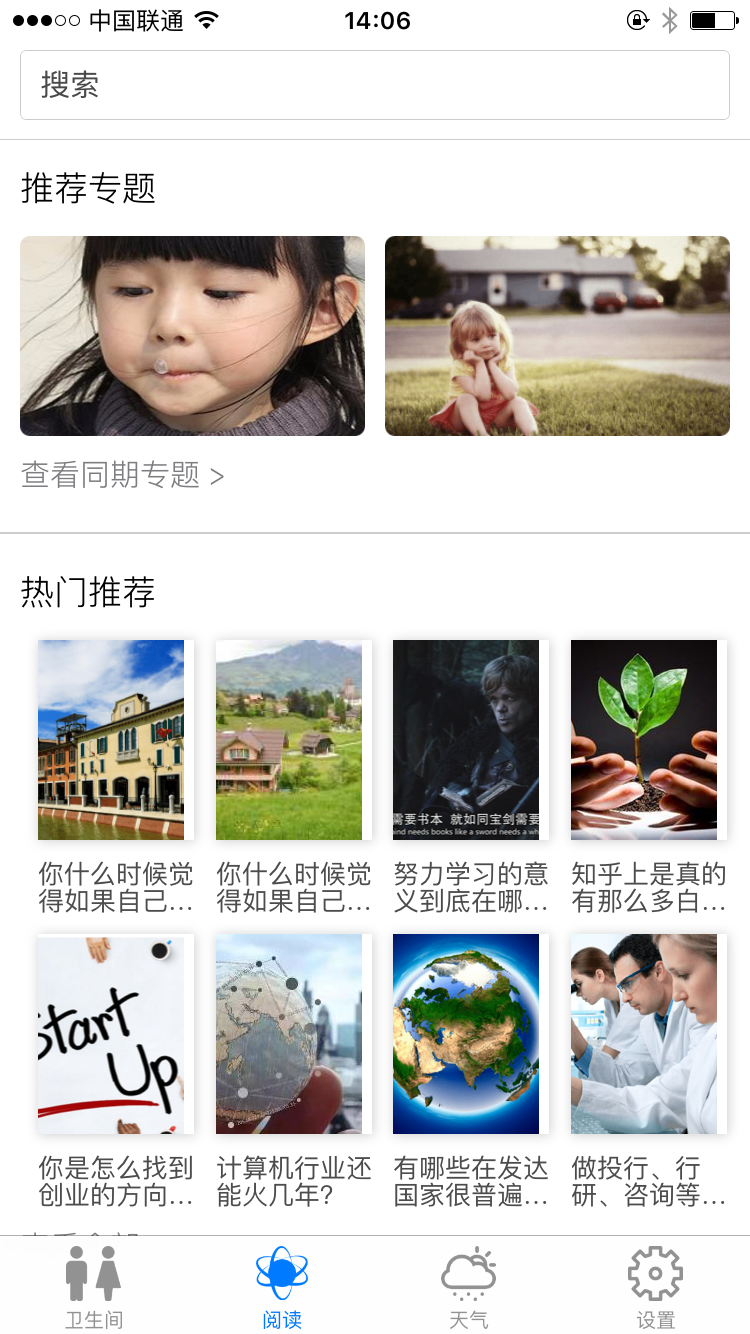 中国联通
14:06
搜索
推荐专题
查看同期专题 >
热门推荐
需要书本 就如同宝剑需要
ind needs books like a sword needs a wh
你什么时候觉
得如果自己...
你什么时候觉
得如果自己...
努力学习的意
义到底在哪...
知乎上是真的
有那么多白...
Start
Up
你是怎么找到
创业的方向...
计算机行业还
能火几年?
有哪些在发达
国家很普遍...
做投行、行
研、咨询等...
卫生间
阅读
天气
设置